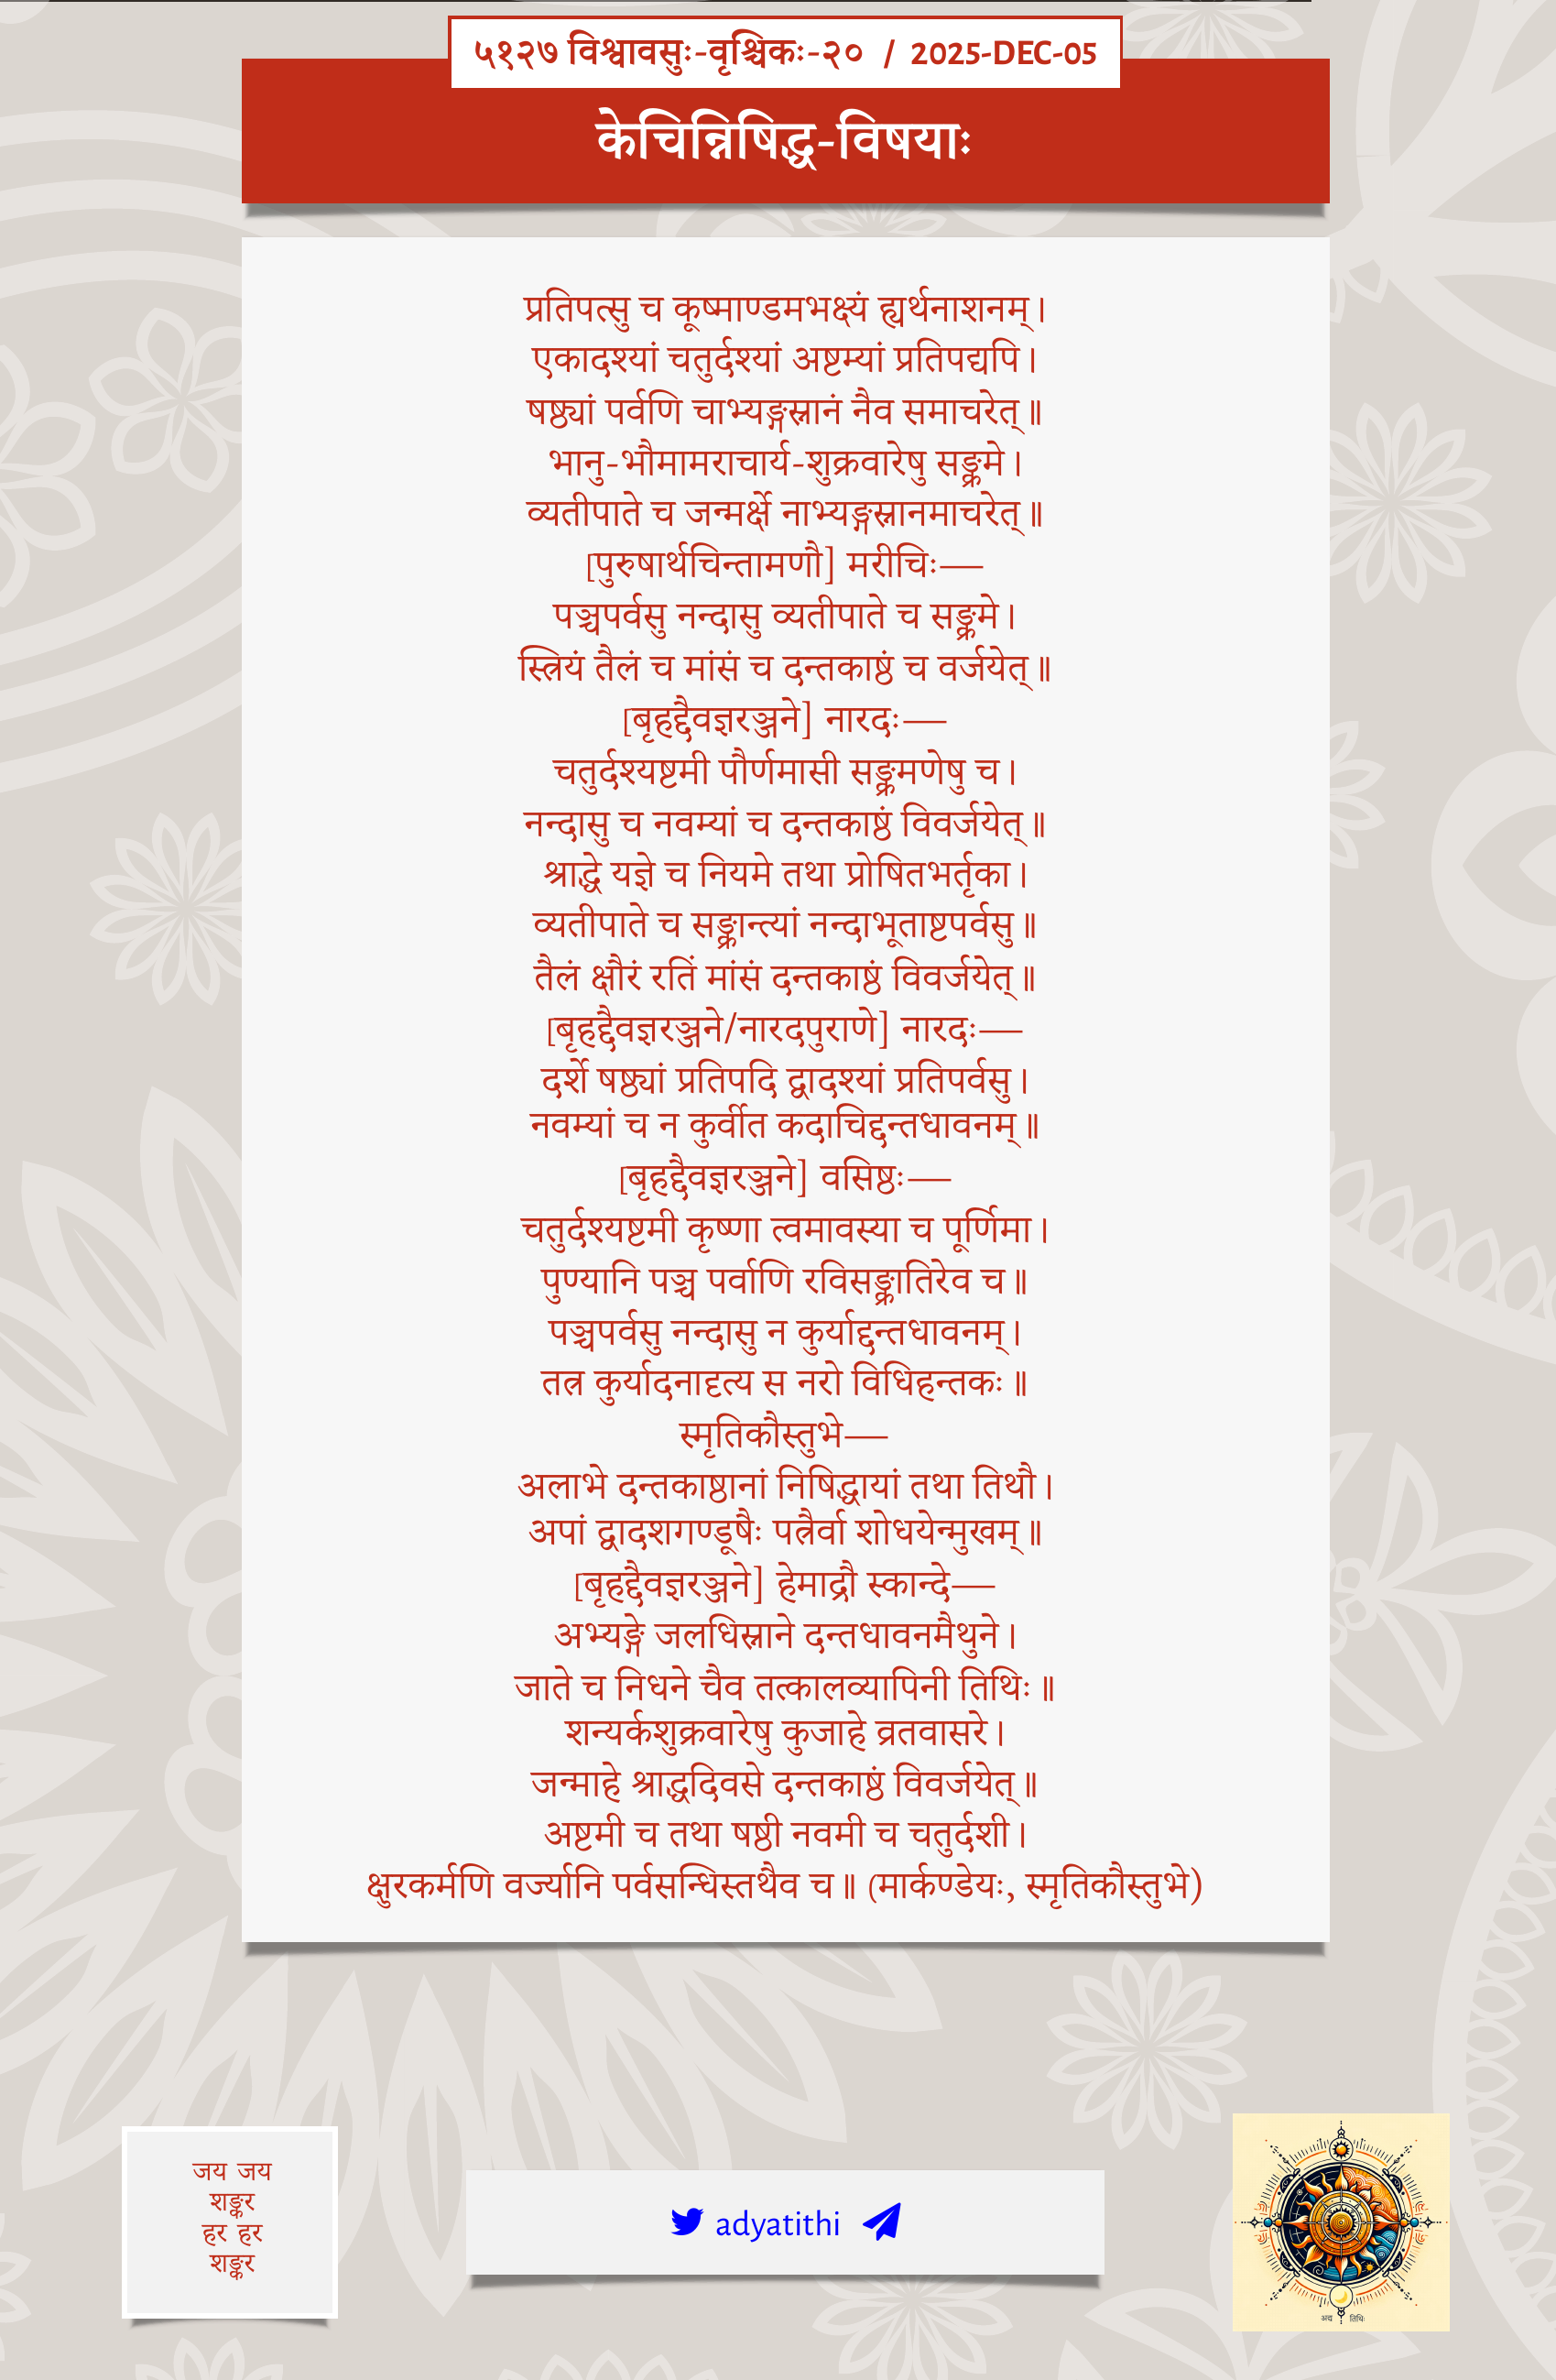 ५१२७ विश्वावसुः-वृश्चिकः-२० / 2025-DEC-05
केचिन्निषिद्ध-विषयाः
प्रतिपत्सु च कूष्माण्डमभक्ष्यं ह्यर्थनाशनम्।
एकादश्यां चतुर्दश्यां अष्टम्यां प्रतिपद्यपि।
षष्ठ्यां पर्वणि चाभ्यङ्गस्नानं नैव समाचरेत्॥
भानु-भौमामराचार्य-शुक्रवारेषु सङ्क्रमे।
व्यतीपाते च जन्मर्क्षे नाभ्यङ्गस्नानमाचरेत्॥
[पुरुषार्थचिन्तामणौ] मरीचिः—
पञ्चपर्वसु नन्दासु व्यतीपाते च सङ्क्रमे।
स्त्रियं तैलं च मांसं च दन्तकाष्ठं च वर्जयेत्॥
[बृहद्दैवज्ञरञ्जने] नारदः—
चतुर्दश्यष्टमी पौर्णमासी सङ्क्रमणेषु च।
नन्दासु च नवम्यां च दन्तकाष्ठं विवर्जयेत्॥
श्राद्धे यज्ञे च नियमे तथा प्रोषितभर्तृका।
व्यतीपाते च सङ्क्रान्त्यां नन्दाभूताष्टपर्वसु॥
तैलं क्षौरं रतिं मांसं दन्तकाष्ठं विवर्जयेत्॥
[बृहद्दैवज्ञरञ्जने/नारदपुराणे] नारदः—
दर्शे षष्ठ्यां प्रतिपदि द्वादश्यां प्रतिपर्वसु।
नवम्यां च न कुर्वीत कदाचिद्दन्तधावनम्॥
[बृहद्दैवज्ञरञ्जने] वसिष्ठः—
चतुर्दश्यष्टमी कृष्णा त्वमावस्या च पूर्णिमा।
पुण्यानि पञ्च पर्वाणि रविसङ्क्रातिरेव च॥
पञ्चपर्वसु नन्दासु न कुर्याद्दन्तधावनम्।
तत्र कुर्यादनादृत्य स नरो विधिहन्तकः॥
स्मृतिकौस्तुभे—
अलाभे दन्तकाष्ठानां निषिद्धायां तथा तिथौ।
अपां द्वादशगण्डूषैः पत्रैर्वा शोधयेन्मुखम्॥
[बृहद्दैवज्ञरञ्जने] हेमाद्रौ स्कान्दे—
अभ्यङ्गे जलधिस्नाने दन्तधावनमैथुने।
जाते च निधने चैव तत्कालव्यापिनी तिथिः॥
शन्यर्कशुक्रवारेषु कुजाहे व्रतवासरे।
जन्माहे श्राद्धदिवसे दन्तकाष्ठं विवर्जयेत्॥
अष्टमी च तथा षष्ठी नवमी च चतुर्दशी।
क्षुरकर्मणि वर्ज्यानि पर्वसन्धिस्तथैव च॥ (मार्कण्डेयः, स्मृतिकौस्तुभे)
जय जय
शङ्कर
हर हर
शङ्कर
adyatithi
अद्य तिथिः